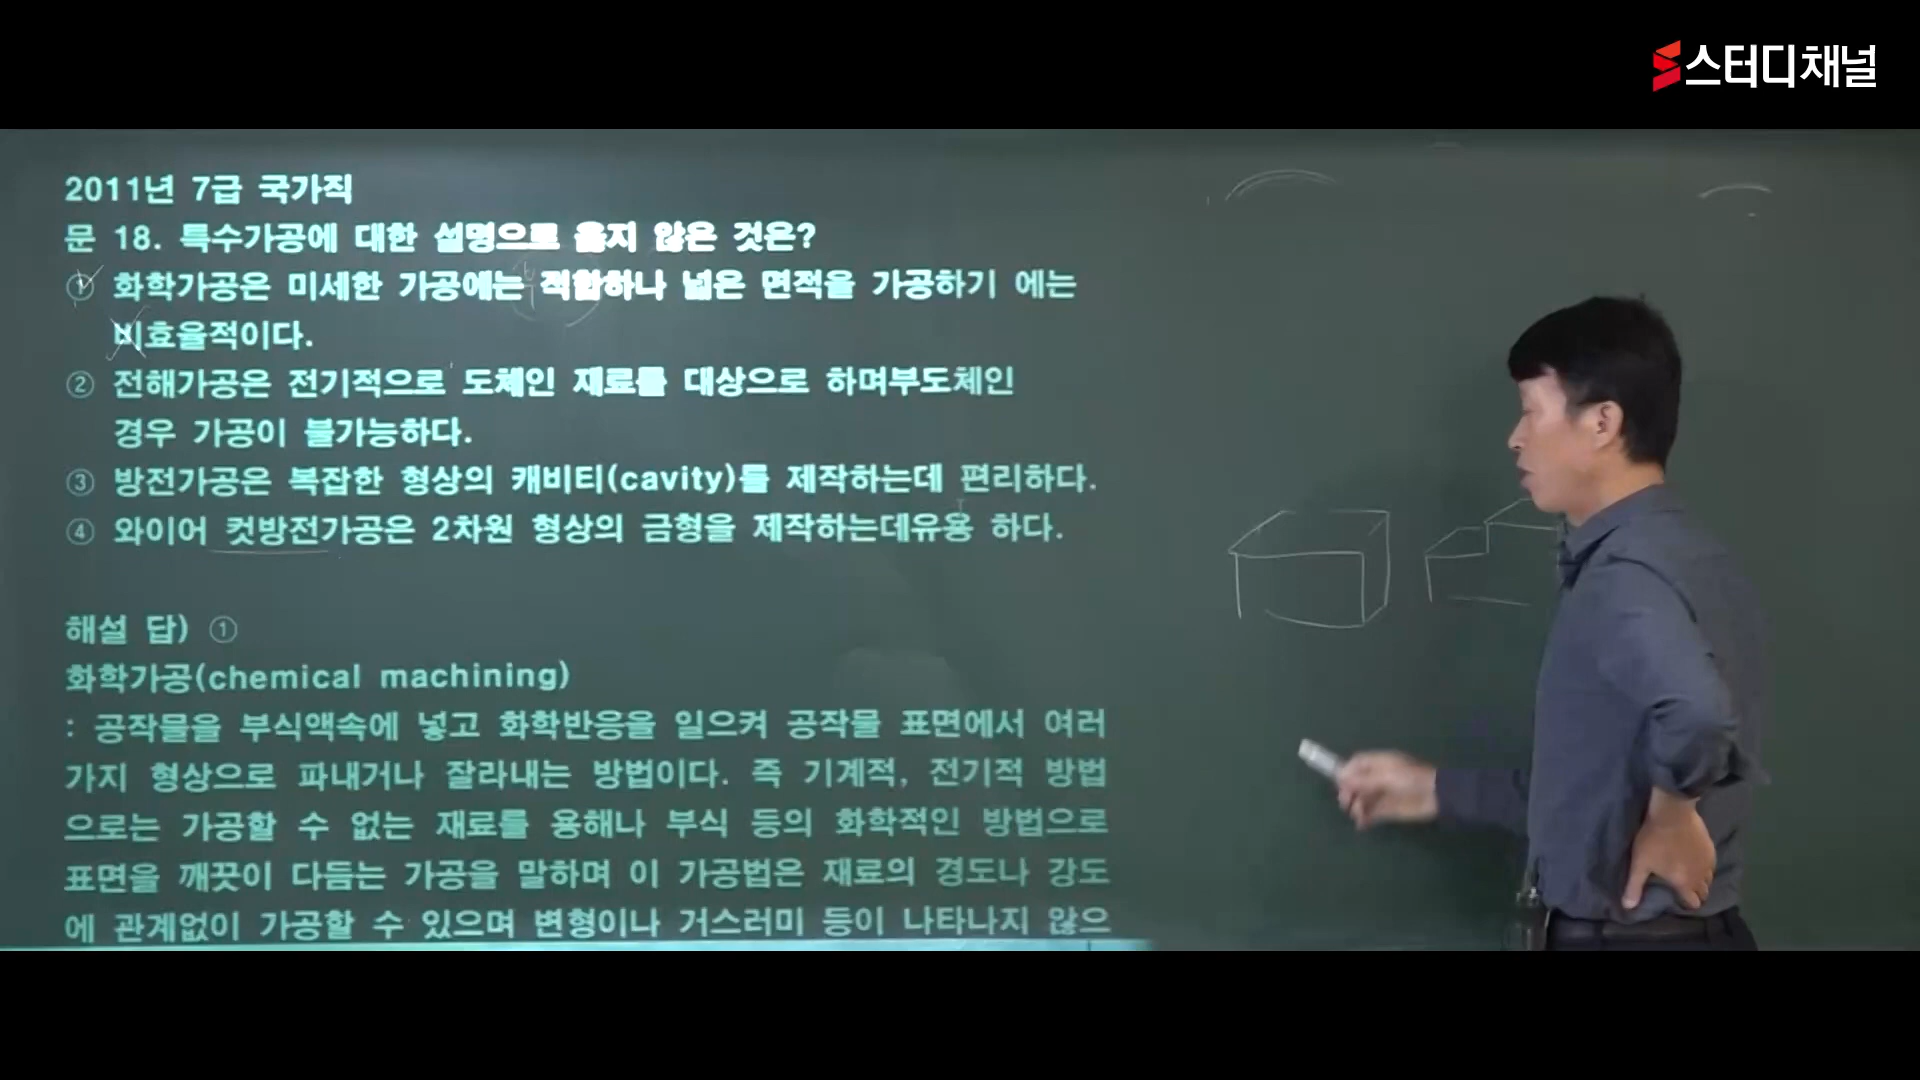 스터디채널
2011년 7급 국가직
문 18. 특수가공에 대한 설명으로 옳지 않은 것은?
① 화학가공은 미세한 가공에는 적합하나 넓은 면적을 가공하기 에는
비효율적이다.
② 전해가공은 전기적으로 도체인 재료를 대상으로 하며부도체인
경우 가공이 불가능하다.
③ 방전가공은 복잡한 형상의 캐비티(cavity)를 제작하는데 편리하다.
④ 와이어 컷방전가공은 2차원 형상의 금형을 제작하는데유용 하다.
해설 답) ①
화학가공(chemical machining)
: 공작물을 부식액속에 넣고 화학반응을 일으켜 공작물 표면에서 여러
가지 형상으로 파내거나 잘라내는 방법이다. 즉 기계적, 전기적 방법
으로는 가공할 수 없는 재료를 용해나 부식 등의 화학적인 방법으로
표면을 깨끗이 다듬는 가공을 말하며 이 가공법은 재료의 경도나 강도
에 관계없이 가공할 수 있으며 변형이나 거스러미 등이 나타나지 않으